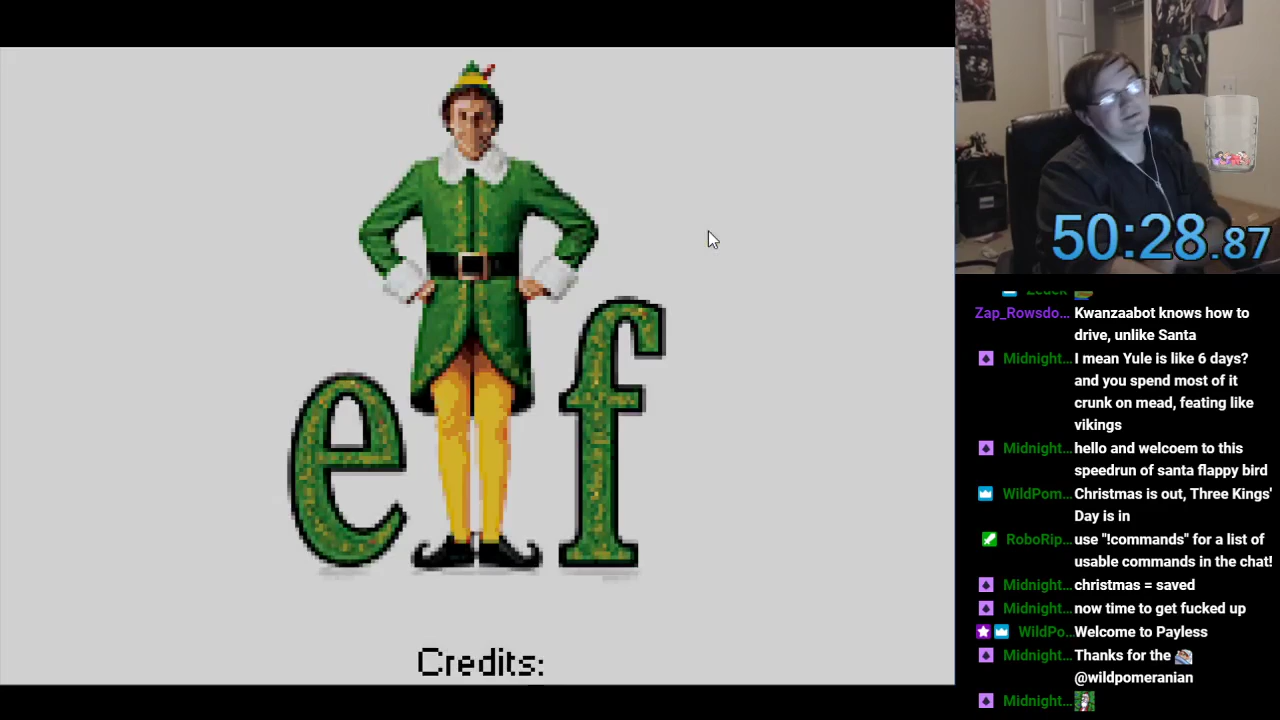 elf
Credits:
50:28.87
Zap_Rowsdo... Kwanzaabot knows how to
drive, unlike Santa
Midnight... I mean Yule is like 6 days?
and you spend most of it
crunk on mead, feating like
vikings
Midnight... hello and welcoem to this
speedrun of santa flappy bird
WildPom... Christmas is out, Three Kings'
Day is in
RoboRip... use "!commands" for a list of
usable commands in the chat!
Midnight... christmas = saved
Midnight... now time to get fucked up
WildPo... Welcome to Payless
Midnight... Thanks for the
@wildpomeranian
Midnight...